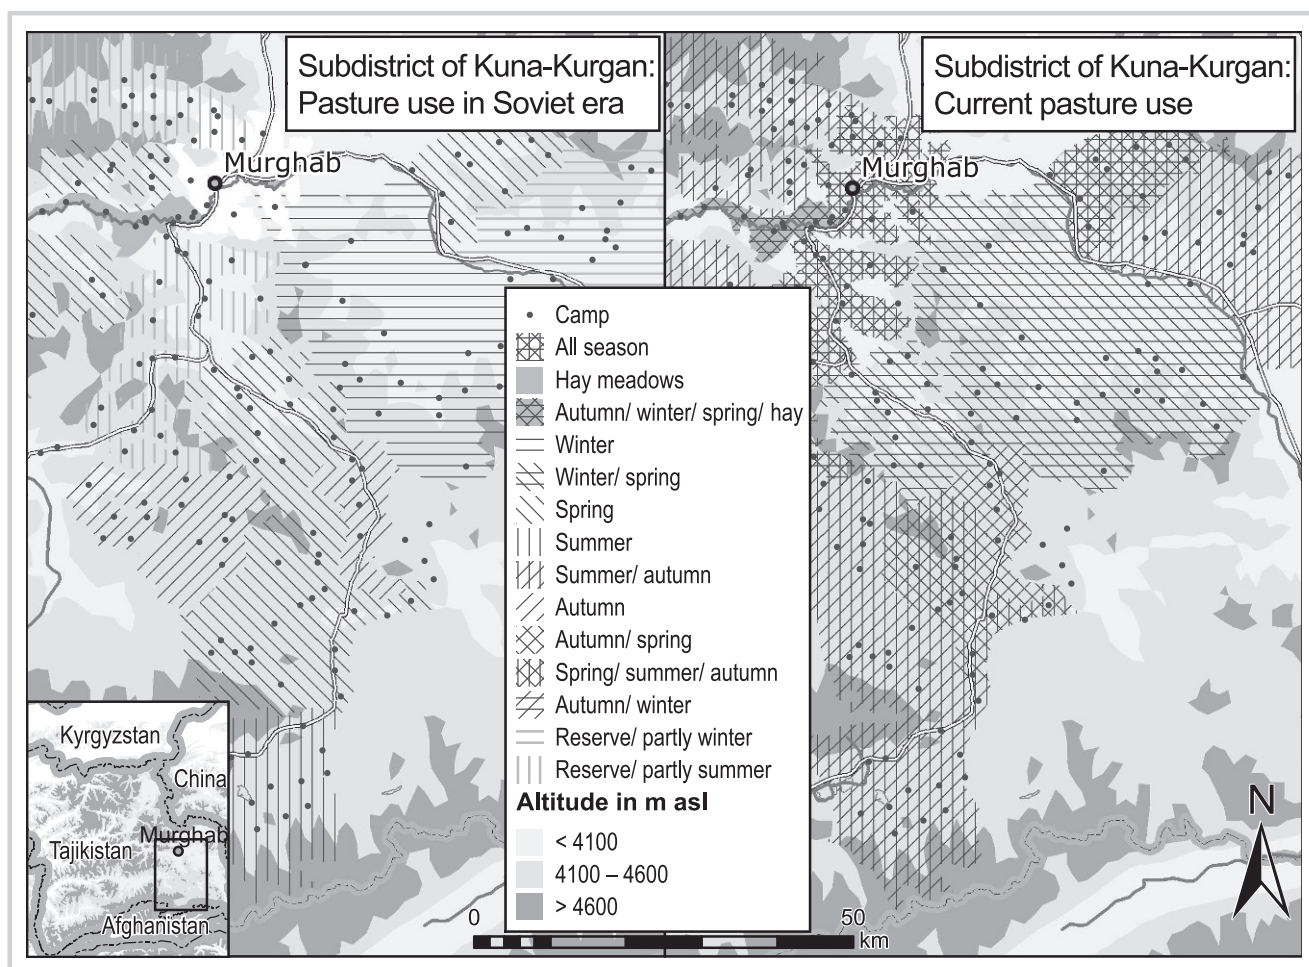 Subdistrict of Kuna-Kurgan:
Pasture use in Soviet era
Subdistrict of Kuna-Kurgan:
Current pasture use
Murghab
Murghab
Camp
All season
Hay meadows
Autumn/ winter/ spring/ hay
Winter
Winter/ spring
Spring
Summer
Summer/ autumn
Autumn
Autumn/ spring
Spring/ summer/ autumn
Autumn/ winter
Reserve/ partly winter
Reserve/ partly summer
Altitude in m asl
< 4100
4100 – 4600
> 4600
Kyrgyzstan
China
Murghab
Tajikistan
Afghanistan
N
0 50
km